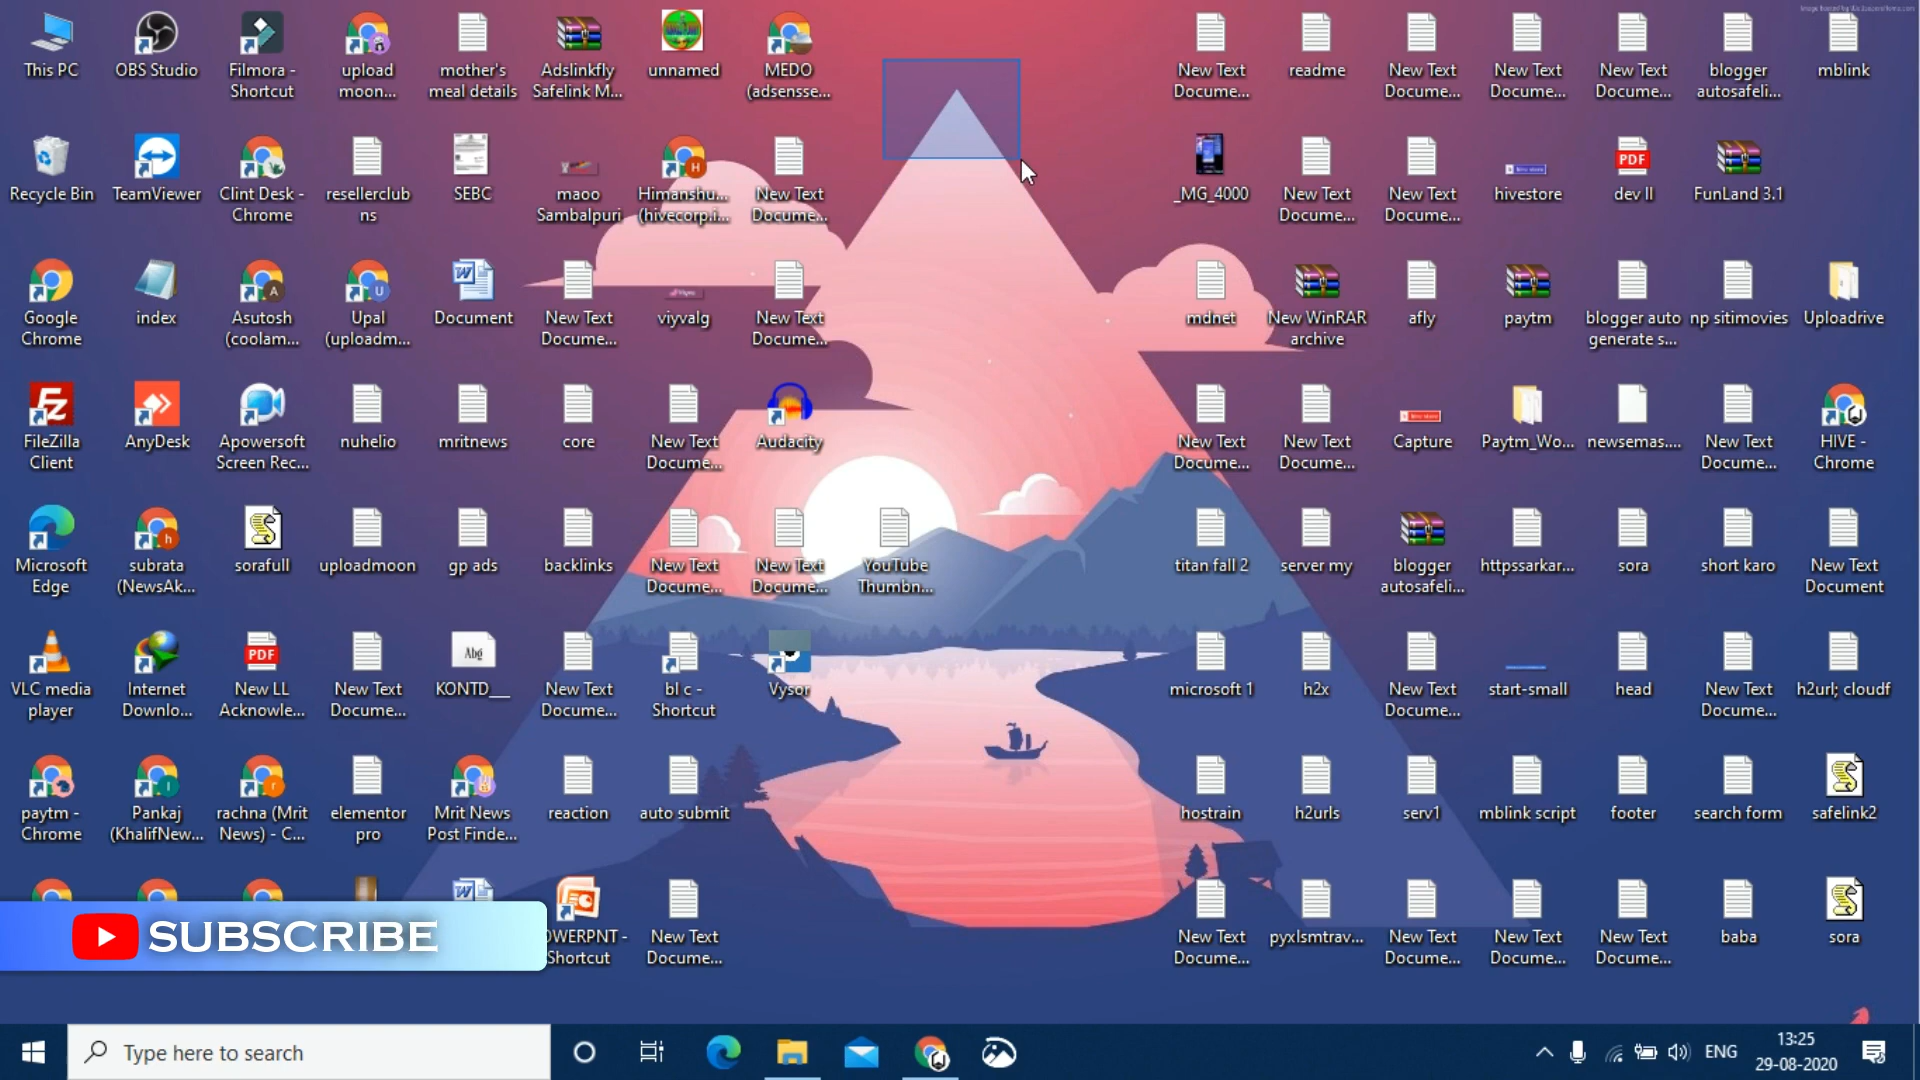 This PC
OBS Studio
Filmora -
Shortcut
upload
moon...
mother's
meal details
Adslinkfly
Safelink M...
unnamed
MEDO
(adsensse...
New Text
Docume...
readme
New Text
Docume...
New Text
Docume...
New Text
Docume...
blogger
autosafeli...
mblink
Recycle Bin
TeamViewer
Clint Desk -
Chrome
resellerclub
ns
SEBC
maoo
Sambalpuri
Himanshu...
(hivecorp.i...
New Text
Docume...
_MG_4000
New Text
Docume...
New Text
Docume...
hivestore
PDF
dev ll
FunLand 3.1
Google
Chrome
index
Asutosh
(coolam...
Upal
(uploadm...
Document
New Text
Docume...
viyvalg
New Text
Docume...
mdnet
New WinRAR
archive
afly
paytm
blogger auto
generate s...
np sitimovies
Uploadrive
FileZilla
Client
AnyDesk
Apowersoft
Screen Rec...
nuhelio
mritnews
core
New Text
Docume...
Audacity
New Text
Docume...
New Text
Docume...
Capture
Paytm_Wo...
newsemas....
New Text
Docume...
HIVE -
Chrome
Microsoft
Edge
subrata
(NewsAk...
sorafull
uploadmoon
gp ads
backlinks
New Text
Docume...
New Text
Docume...
YouTube
Thumbn...
titan fall 2
server my
blogger
autosafeli...
httpssarkar...
sora
short karo
New Text
Document
VLC media
player
Internet
Downlo...
PDF
New LL
Acknowle...
New Text
Docume...
Abg
KONTD___
New Text
Docume...
bl c -
Shortcut
Vysor
microsoft 1
h2x
New Text
Docume...
start-small
head
New Text
Docume...
h2url; cloudf
paytm -
Chrome
Pankaj
(KhalifNew...
rachna (Mrit
News) - C...
elementor
pro
Mrit News
Post Finde...
reaction
auto submit
hostrain
h2urls
serv1
mblink script
footer
search form
safelink2
SUBSCRIBE
OWERPNT -
Shortcut
New Text
Docume...
New Text
Docume...
pyxlsmtrav...
New Text
Docume...
New Text
Docume...
New Text
Docume...
baba
sora
Type here to search
ENG
13:25
29-08-2020